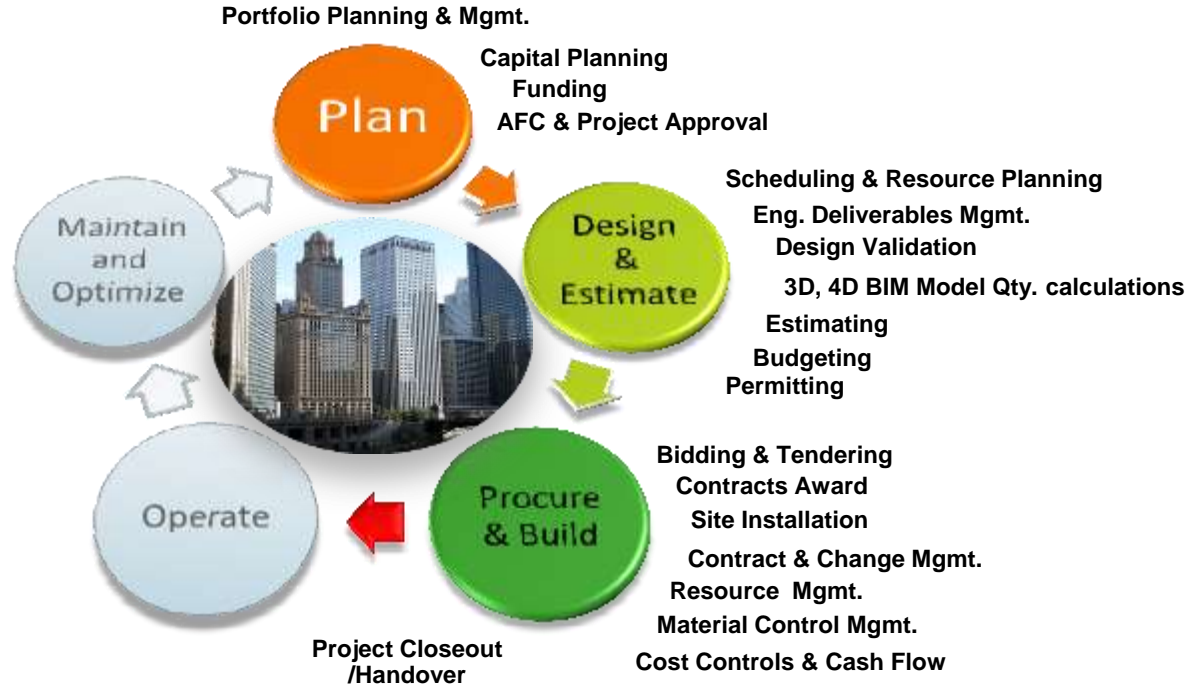 Portfolio Planning & Mgmt.
Plan
Capital Planning
Funding
AFC & Project Approval
Design
&
Estimate
Scheduling & Resource Planning
Eng. Deliverables Mgmt.
Design Validation
3D, 4D BIM Model Qty. calculations
Estimating
Budgeting
Permitting
Procure
& Build
Bidding & Tendering
Contracts Award
Site Installation
Contract & Change Mgmt.
Resource Mgmt.
Material Control Mgmt.
Cost Controls & Cash Flow
Project Closeout
/Handover
Operate
Maintain
and
Optimize